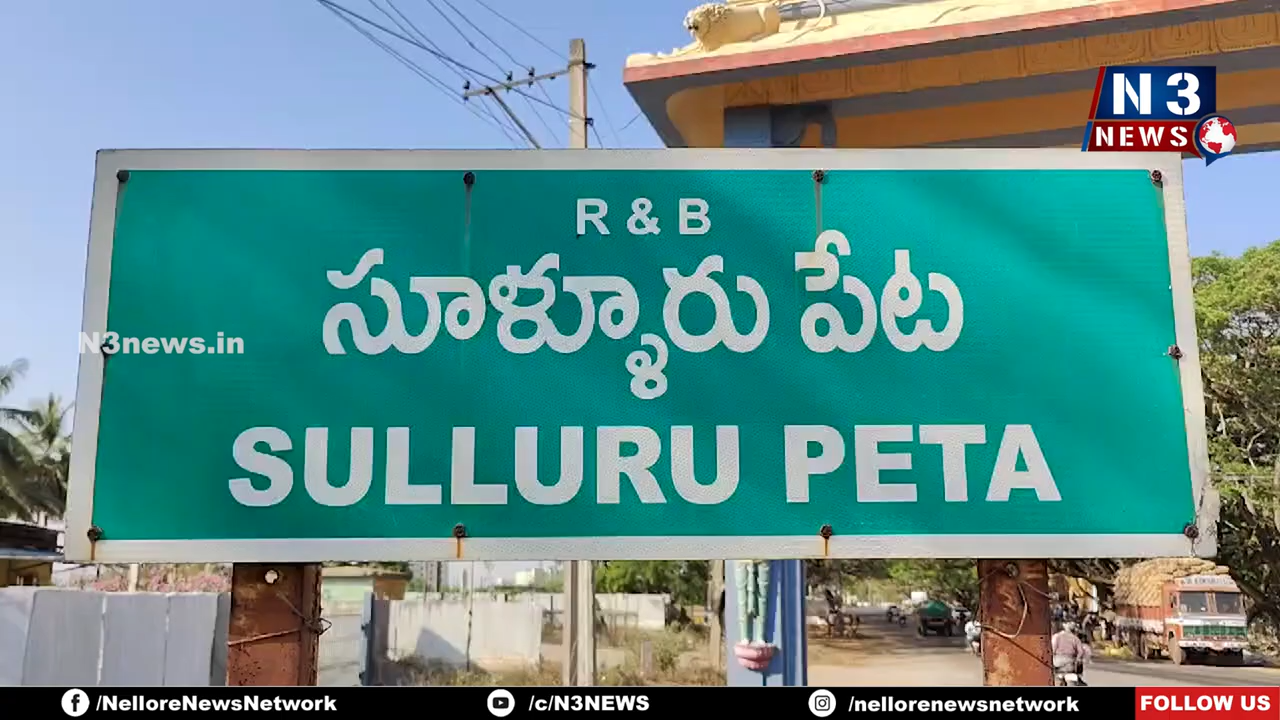 N3
NEWS
R & B
సూళ్ళూరు పేట
N3news.in
SULLURU PETA
/NelloreNewsNetwork
/c/N3NEWS
/nellorenewsnetwork
FOLLOW US